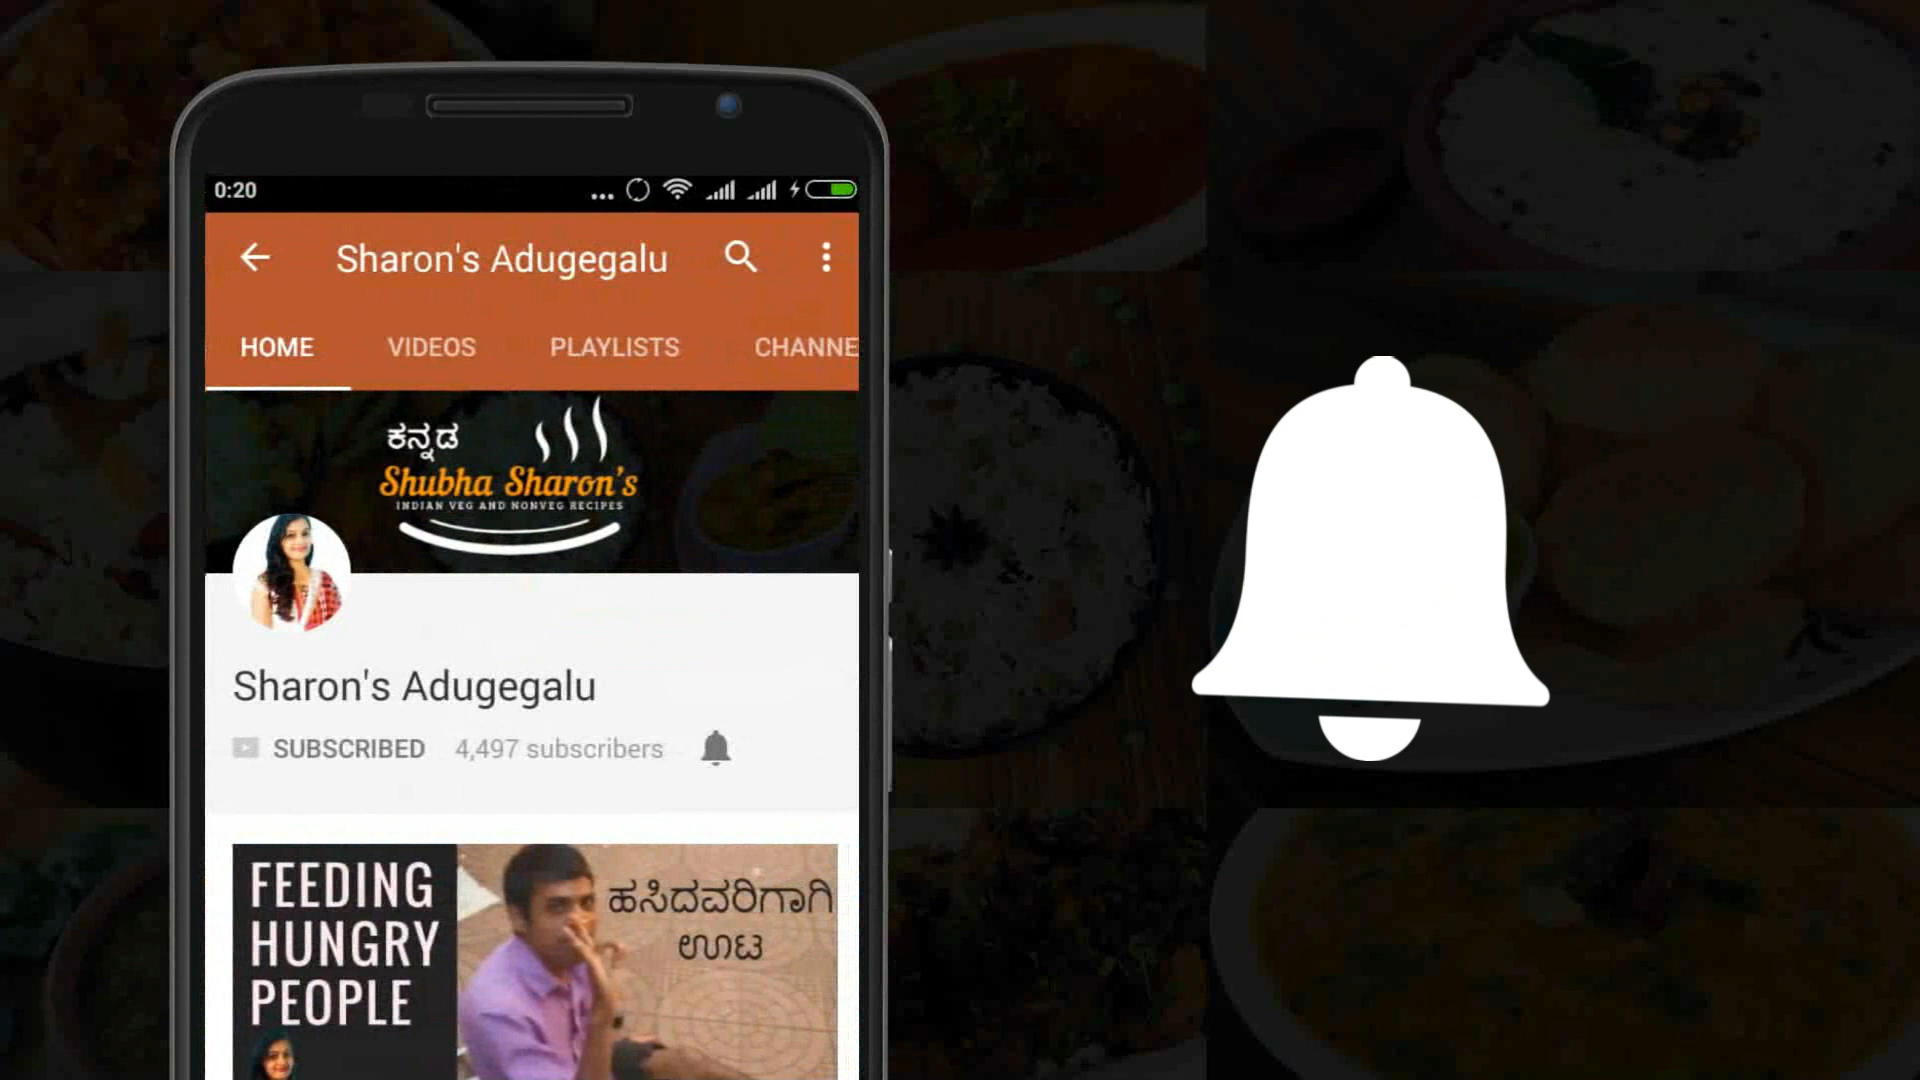 0:20
Sharon's Adugegalu
HOME VIDEOS PLAYLISTS CHANNE
ಕನ್ನಡ
Shubha Sharon's
INDIAN VEG AND NONVEG RECIPES
Sharon's Adugegalu
SUBSCRIBED 4,497 subscribers
FEEDING
HUNGRY
PEOPLE
ಹಸಿದವರಿಗಾಗಿ
ಊಟ